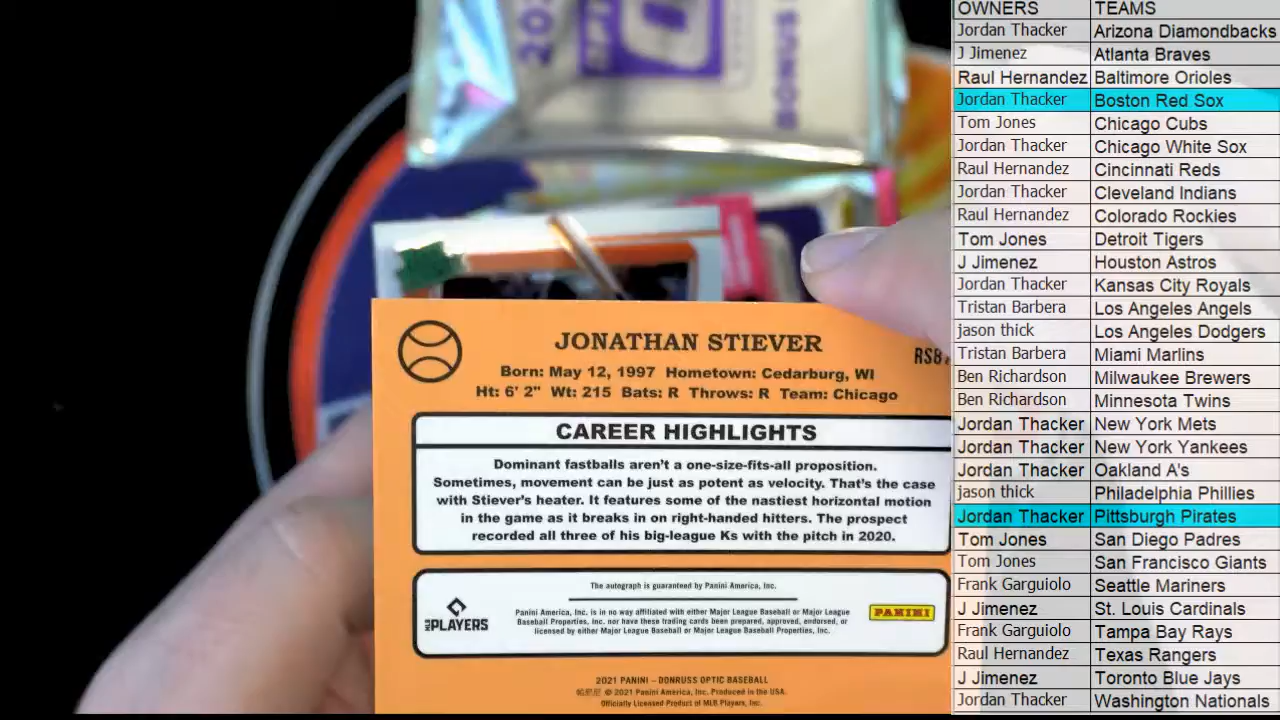 BONUS
JONATHAN STIEVER
Born: May 12, 1997 Hometown: Cedarburg, WI
Ht: 6' 2" Wt: 215 Bats: R Throws: R Team: Chicago
CAREER HIGHLIGHTS
Dominant fastballs aren't a one-size-fits-all proposition.
Sometimes, movement can be just as potent as velocity. That's the case
with Stiever's heater. It features some of the nastiest horizontal motion
in the game as it breaks in on right-handed hitters. The prospect
recorded all three of his big-league Ks with the pitch in 2020.
The autograph is guaranteed by Panini America, Inc.
PLAYERS
Panini America, Inc. is in no way affiliated with either Major League Baseball or Major League
Baseball Properties, Inc. nor have these trading cards been prepared, approved, endorsed, or
licensed by either Major League Baseball or Major League Baseball Properties, Inc.
PANINI
2021 PANINI – DONRUSS OPTIC BASEBALL
© 2021 Panini America, Inc. Produced in the USA.
Officially Licensed Product of MLB Players, Inc.
OWNERS TEAMS
Jordan Thacker Arizona Diamondbacks
J Jimenez Atlanta Braves
Raul Hernandez Baltimore Orioles
Jordan Thacker Boston Red Sox
Tom Jones Chicago Cubs
Jordan Thacker Chicago White Sox
Raul Hernandez Cincinnati Reds
Jordan Thacker Cleveland Indians
Raul Hernandez Colorado Rockies
Tom Jones Detroit Tigers
J Jimenez Houston Astros
Jordan Thacker Kansas City Royals
Tristan Barbera Los Angeles Angels
jason thick Los Angeles Dodgers
Tristan Barbera Miami Marlins
Ben Richardson Milwaukee Brewers
Ben Richardson Minnesota Twins
Jordan Thacker New York Mets
Jordan Thacker New York Yankees
Jordan Thacker Oakland A's
jason thick Philadelphia Phillies
Jordan Thacker Pittsburgh Pirates
Tom Jones San Diego Padres
Tom Jones San Francisco Giants
Frank Garguiolo Seattle Mariners
J Jimenez St. Louis Cardinals
Frank Garguiolo Tampa Bay Rays
Raul Hernandez Texas Rangers
J Jimenez Toronto Blue Jays
Jordan Thacker Washington Nationals